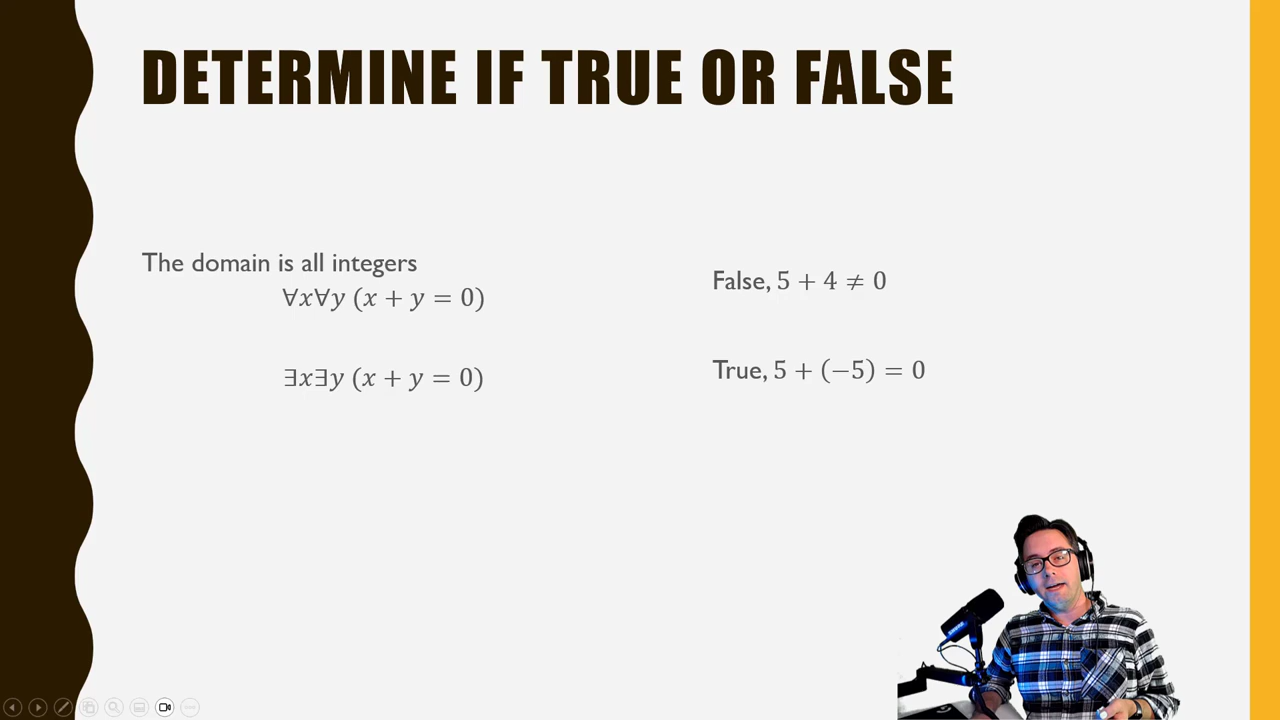 DETERMINE IF TRUE OR FALSE
The domain is all integers
∀x∀y (x + y = 0)
∃x∃y (x + y = 0)
False, 5 + 4 ≠ 0
True, 5 + (−5) = 0